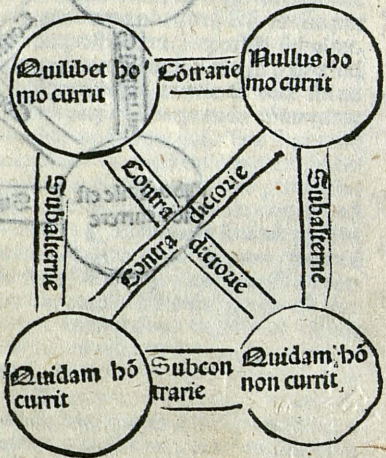 Quilibet ho
mo currit
Cōtrarie
Nullus ho
mo currit
Subalterne
Contra dictorie
Contra dictorie
Subalterne
Quidam hō
currit
Subcon
trarie
Quidam hō
non currit